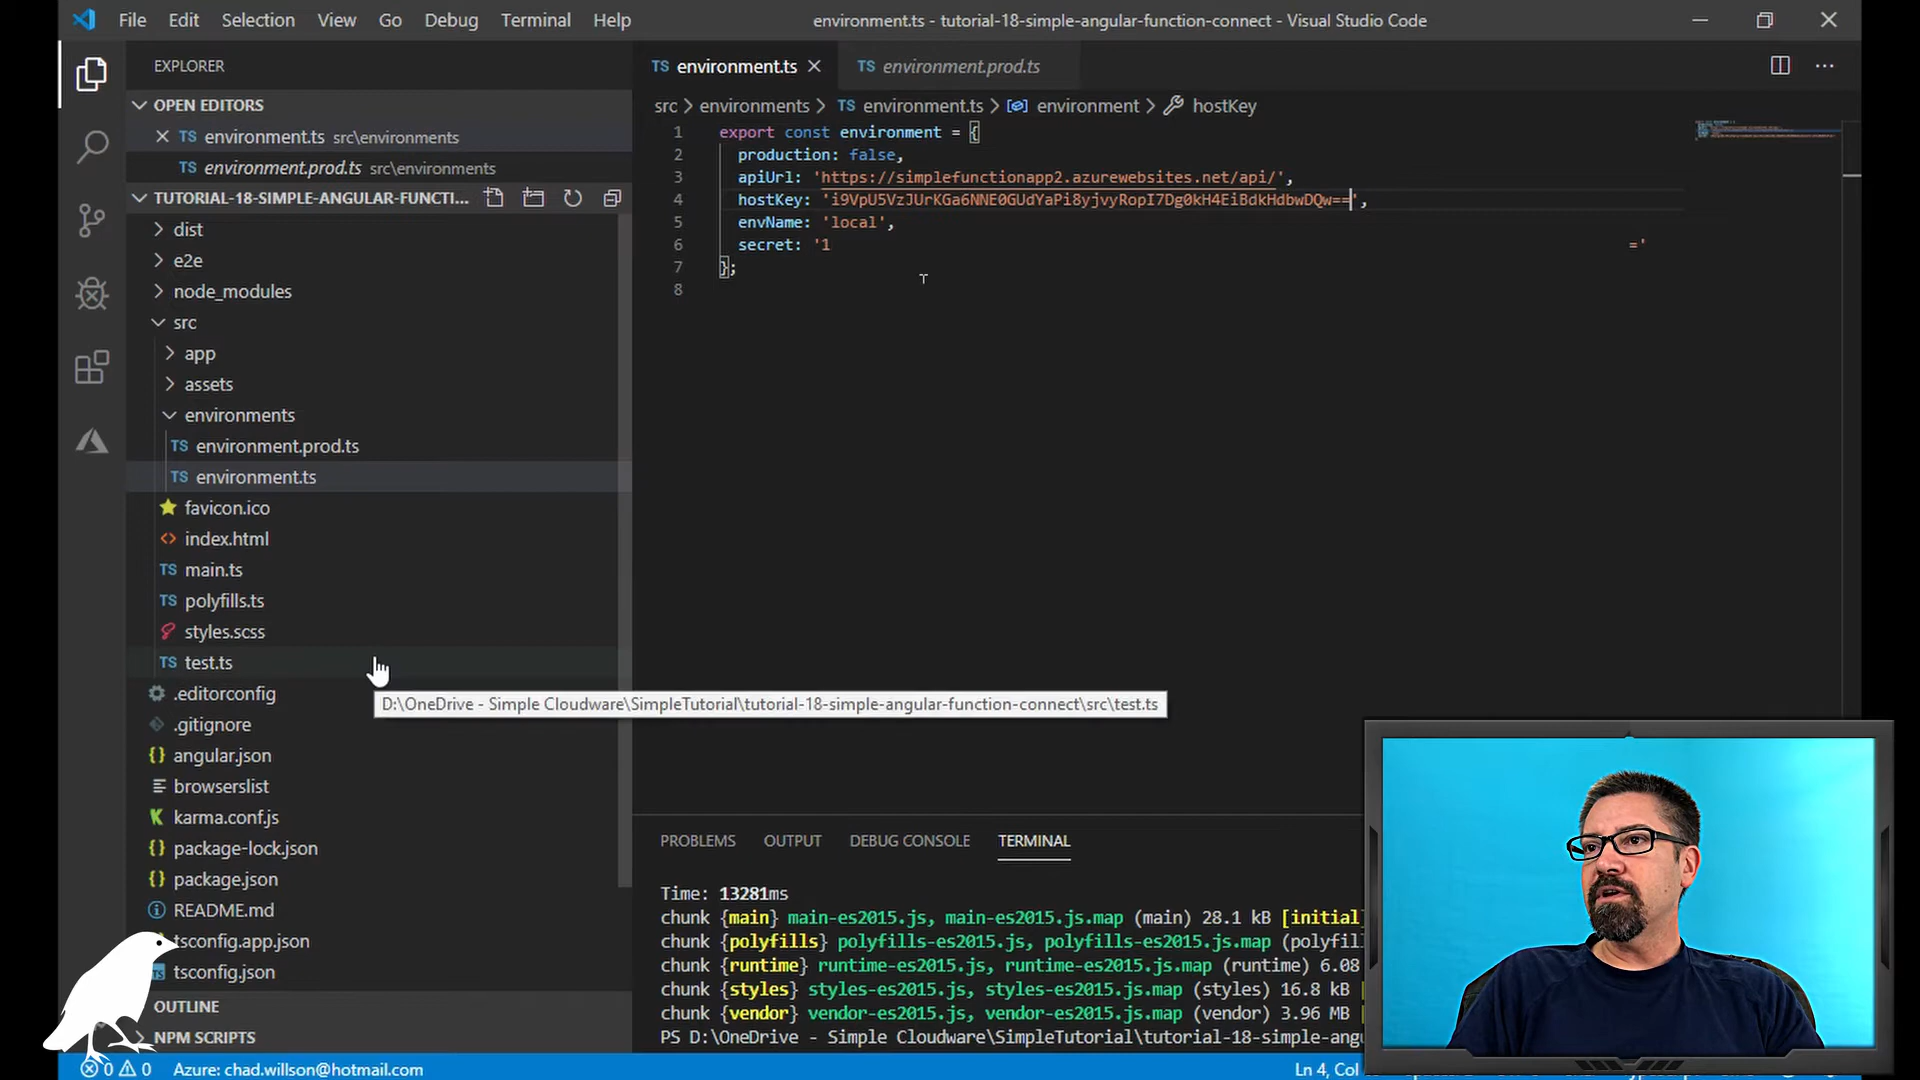 File Edit Selection View Go Debug Terminal Help
environment.ts - tutorial-18-simple-angular-function-connect - Visual Studio Code
EXPLORER
OPEN EDITORS
TS environment.ts src\environments
TS environment.prod.ts src\environments
TUTORIAL-18-SIMPLE-ANGULAR-FUNCTI...
dist
e2e
node_modules
src
app
assets
environments
TS environment.prod.ts
TS environment.ts
favicon.ico
index.html
TS main.ts
TS polyfills.ts
styles.scss
TS test.ts
.editorconfig
.gitignore
{} angular.json
browserslist
K karma.conf.js
{} package-lock.json
{} package.json
README.md
tsconfig.app.json
TS tsconfig.json
OUTLINE
NPM SCRIPTS
TS environment.ts
TS environment.prod.ts
src > environments > TS environment.ts > environment > hostKey
1 export const environment = {
2 production: false,
3 apiUrl: 'https://simplefunctionapp2.azurewebsites.net/api/',
4 hostKey: 'i9VpU5VzJUrKGa6NNE0GUdYaPi8yjvyRopI7Dg0kH4EiBdkHdbwDQw==',
5 envName: 'local',
6 secret: '1 ='
7 };
8
D:\OneDrive - Simple Cloudware\SimpleTutorial\tutorial-18-simple-angular-function-connect\src\test.ts
PROBLEMS OUTPUT DEBUG CONSOLE TERMINAL
Time: 13281ms
chunk {main} main-es2015.js, main-es2015.js.map (main) 28.1 kB [initial]
chunk {polyfills} polyfills-es2015.js, polyfills-es2015.js.map (polyfil
chunk {runtime} runtime-es2015.js, runtime-es2015.js.map (runtime) 6.08
chunk {styles} styles-es2015.js, styles-es2015.js.map (styles) 16.8 kB [
chunk {vendor} vendor-es2015.js, vendor-es2015.js.map (vendor) 3.96 MB [
PS D:\OneDrive - Simple Cloudware\SimpleTutorial\tutorial-18-simple-ang
0 0 Azure: chad.willson@hotmail.com
Ln 4, Col